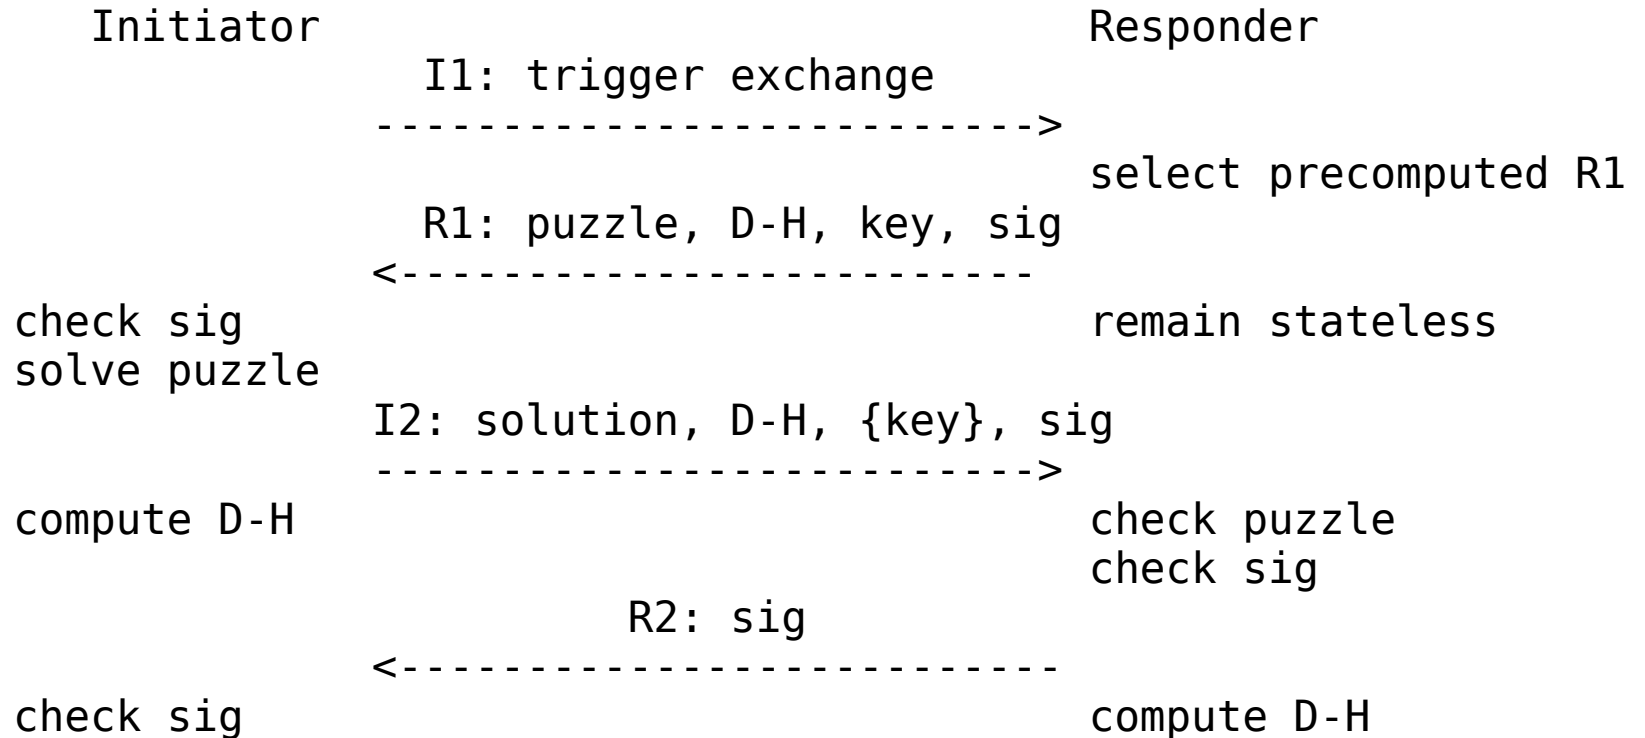 Initiator Responder
I1: trigger exchange
-------------------------->
select precomputed R1
R1: puzzle, D-H, key, sig
<-------------------------
check sig remain stateless
solve puzzle
I2: solution, D-H, {key}, sig
-------------------------->
compute D-H check puzzle
check sig
R2: sig
<--------------------------
check sig compute D-H